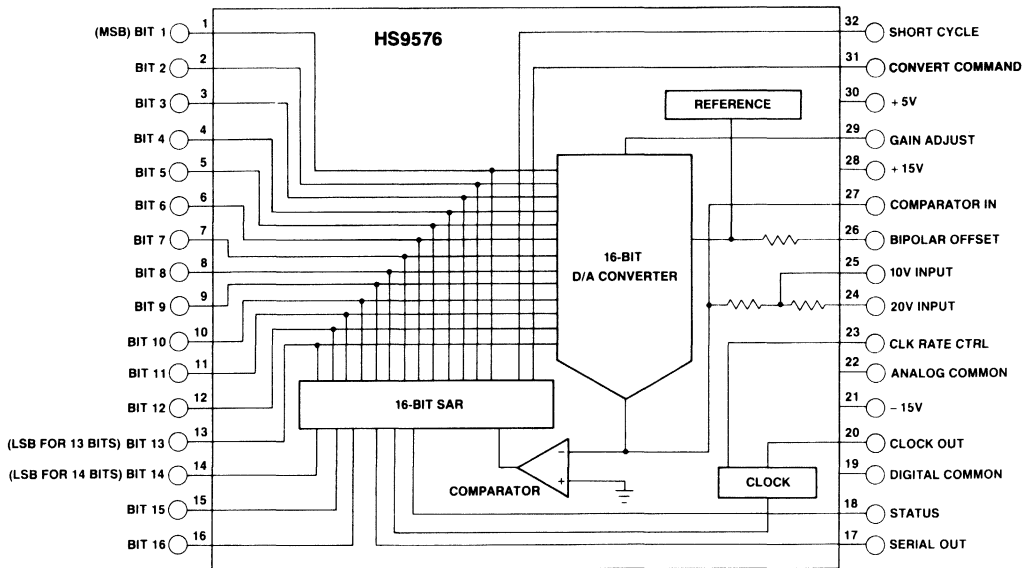 HS9576
(MSB) BIT 1 1
BIT 2 2
BIT 3 3
BIT 4 4
BIT 5 5
BIT 6 6
BIT 7 7
BIT 8 8
BIT 9 9
BIT 10 10
BIT 11 11
BIT 12 12
(LSB FOR 13 BITS) BIT 13 13
(LSB FOR 14 BITS) BIT 14 14
BIT 15 15
BIT 16 16
REFERENCE
16-BIT
D/A CONVERTER
16-BIT SAR
COMPARATOR
−
+
CLOCK
32 SHORT CYCLE
31 CONVERT COMMAND
30 + 5V
29 GAIN ADJUST
28 + 15V
27 COMPARATOR IN
26 BIPOLAR OFFSET
25 10V INPUT
24 20V INPUT
23 CLK RATE CTRL
22 ANALOG COMMON
21 − 15V
20 CLOCK OUT
19 DIGITAL COMMON
18 STATUS
17 SERIAL OUT